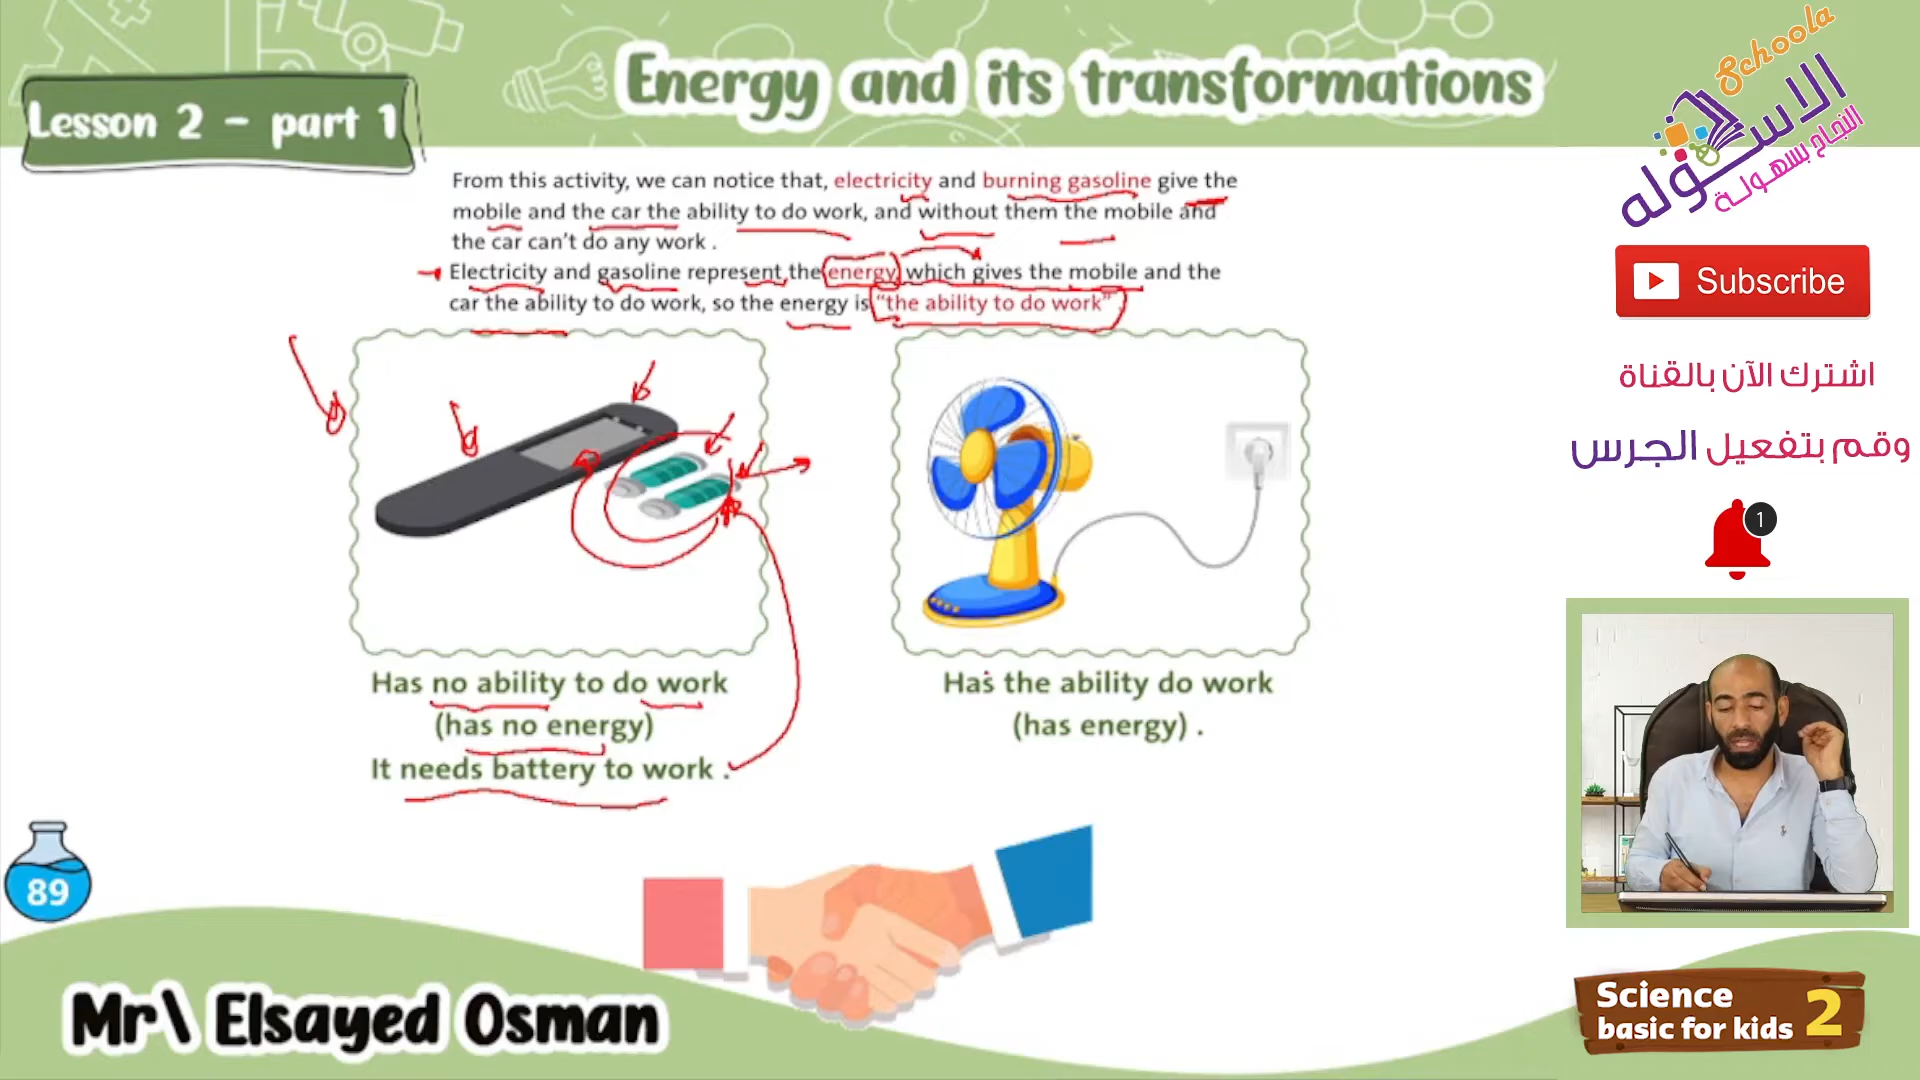 Energy and its transformations
Lesson 2 - part 1
Schoola
الاسكوله
النجاح بسهولة
From this activity, we can notice that, electricity and burning gasoline give the
mobile and the car the ability to do work, and without them the mobile and
the car can't do any work .
Electricity and gasoline represent the energy which gives the mobile and the
car the ability to do work, so the energy is "the ability to do work"
Subscribe
اشترك الآن بالقناة
وقم بتفعيل الجرس
1
Has no ability to do work
(has no energy)
It needs battery to work .
Has the ability do work
(has energy) .
89
Mr\ Elsayed Osman
Science
basic for kids 2